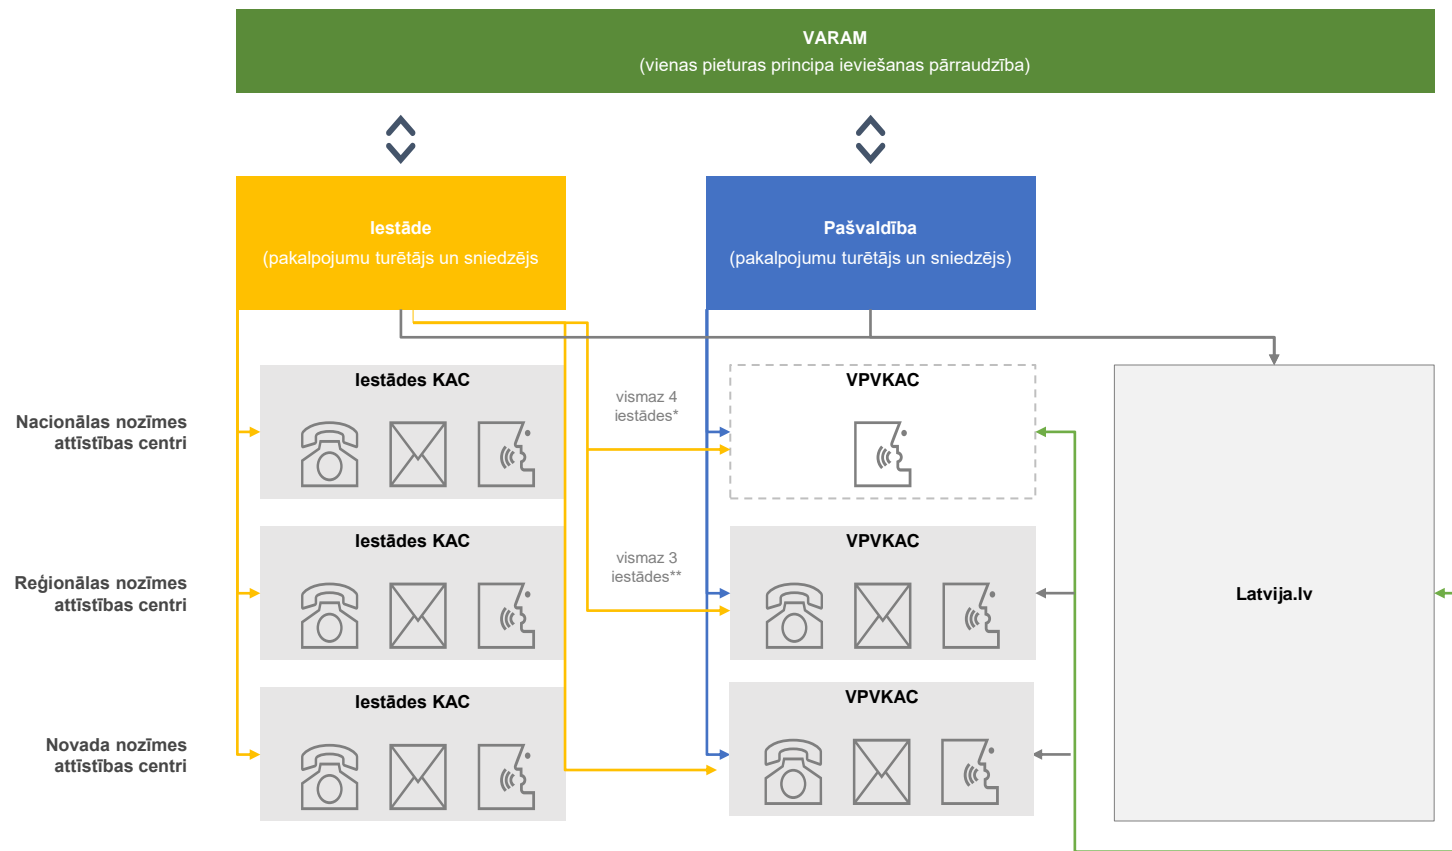 VARAM
(vienas pieturas principa ieviešanas pārraudzība)
Iestāde
(pakalpojumu turētājs un sniedzējs
Pašvaldība
(pakalpojumu turētājs un sniedzējs)
Nacionālas nozīmes
attīstības centri
Iestādes KAC
vismaz 4
iestādes*
VPVKAC
Reģionālas nozīmes
attīstības centri
Iestādes KAC
vismaz 3
iestādes**
VPVKAC
Latvija.lv
Novada nozīmes
attīstības centri
Iestādes KAC
VPVKAC